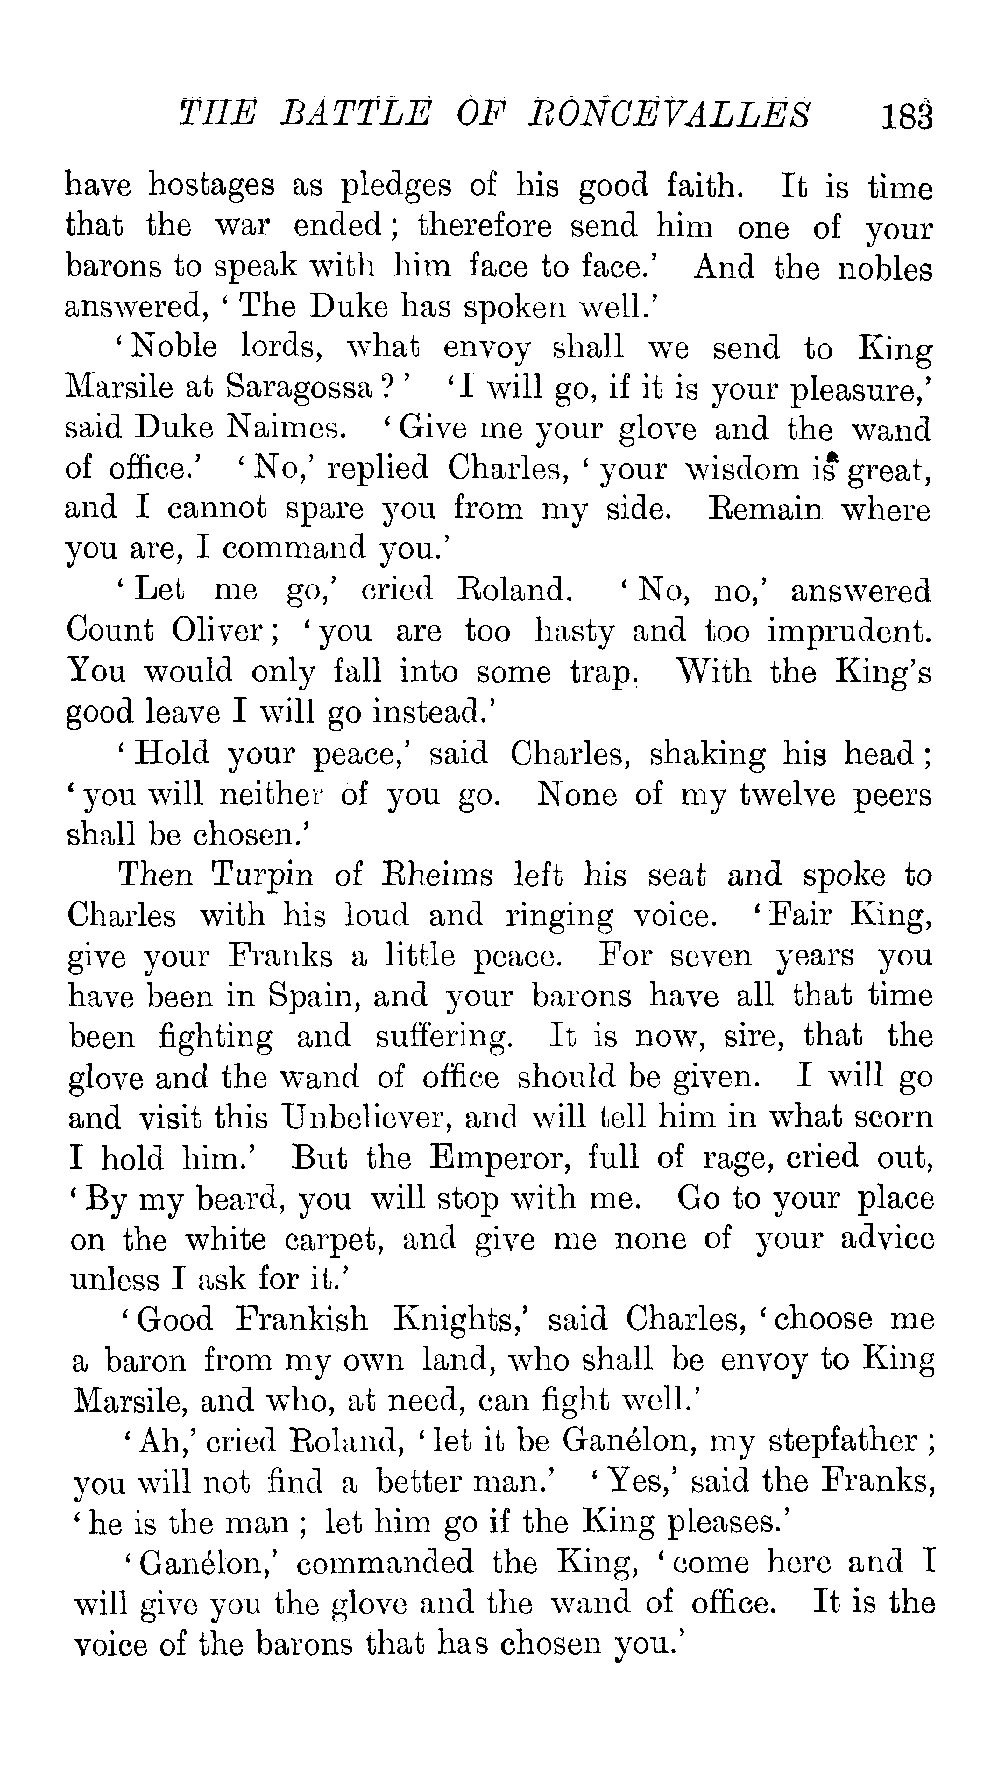 THE BATTLE OF RONCEVALLES 183
have hostages as pledges of his good faith. It is time
that the war ended ; therefore send him one of your
barons to speak with him face to face.’ And the nobles
answered, ‘ The Duke has spoken well.’
‘ Noble lords, what envoy shall we send to King
Marsile at Saragossa ? ’ ‘I will go, if it is your pleasure,’
said Duke Naimes. ‘ Give me your glove and the wand
of office.’ ‘ No,’ replied Charles, ‘ your wisdom is great,
and I cannot spare you from my side. Remain where
you are, I command you.’
‘ Let me go,’ cried Roland. ‘ No, no,’ answered
Count Oliver ; ‘ you are too hasty and too imprudent.
You would only fall into some trap. With the King’s
good leave I will go instead.’
‘ Hold your peace,’ said Charles, shaking his head ;
‘ you will neither of you go. None of my twelve peers
shall be chosen.’
Then Turpin of Rheims left his seat and spoke to
Charles with his loud and ringing voice. ‘ Fair King,
give your Franks a little peace. For seven years you
have been in Spain, and your barons have all that time
been fighting and suffering. It is now, sire, that the
glove and the wand of office should be given. I will go
and visit this Unbeliever, and will tell him in what scorn
I hold him.’ But the Emperor, full of rage, cried out,
‘ By my beard, you will stop with me. Go to your place
on the white carpet, and give me none of your advice
unless I ask for it.’
‘ Good Frankish Knights,’ said Charles, ‘ choose me
a baron from my own land, who shall be envoy to King
Marsile, and who, at need, can fight well.’
‘ Ah,’ cried Roland, ‘ let it be Ganélon, my stepfather ;
you will not find a better man.’ ‘ Yes,’ said the Franks,
‘ he is the man ; let him go if the King pleases.’
‘ Ganélon,’ commanded the King, ‘ come here and I
will give you the glove and the wand of office. It is the
voice of the barons that has chosen you.’